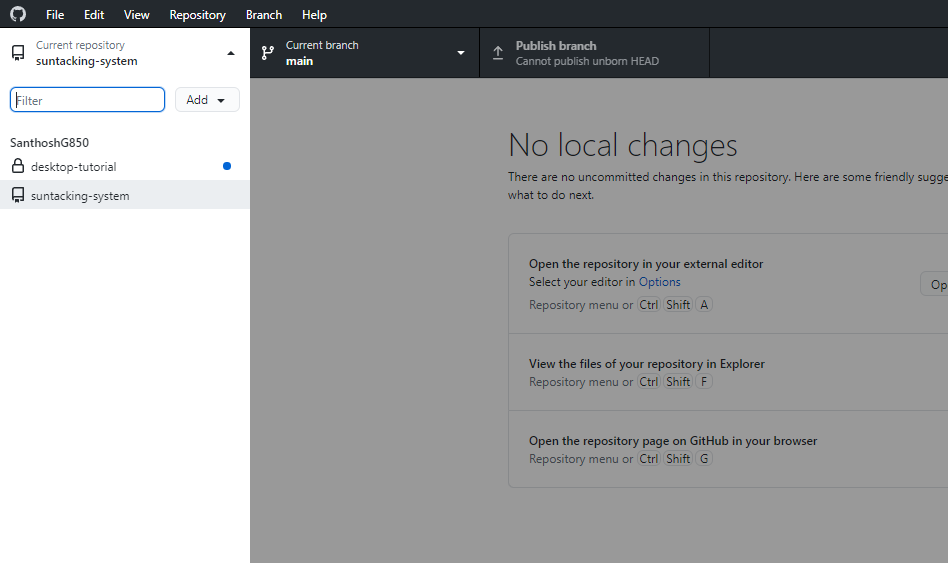 File Edit View Repository Branch Help
Current repository
suntacking-system
Current branch
main
Publish branch
Cannot publish unborn HEAD
Filter
Add
SanthoshG850
desktop-tutorial
suntacking-system
No local changes
There are no uncommitted changes in this repository. Here are some friendly sugge
what to do next.
Open the repository in your external editor
Select your editor in Options
Repository menu or Ctrl Shift A
Op
View the files of your repository in Explorer
Repository menu or Ctrl Shift F
Open the repository page on GitHub in your browser
Repository menu or Ctrl Shift G